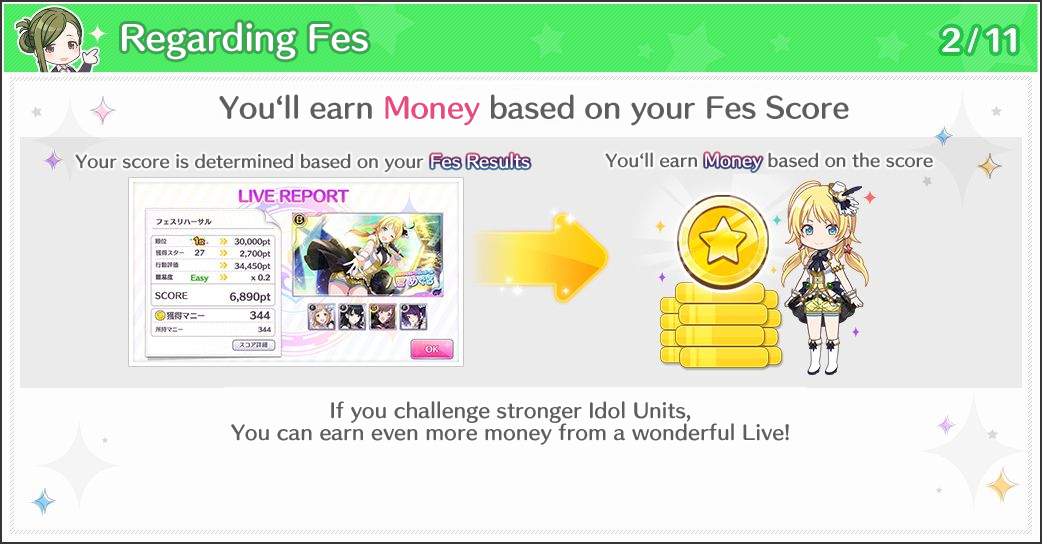 Regarding Fes
2/11
You'll earn Money based on your Fes Score
Your score is determined based on your Fes Results
You'll earn Money based on the score
LIVE REPORT
フェスリハーサル
順位 1位 30,000pt
獲得スター 27 2,700pt
行動評価 34,450pt
難易度 Easy x 0.2
SCORE 6,890pt
獲得マニー 344
所持マニー 344
スコア詳細
B
めぐる
OK
If you challenge stronger Idol Units,
You can earn even more money from a wonderful Live!